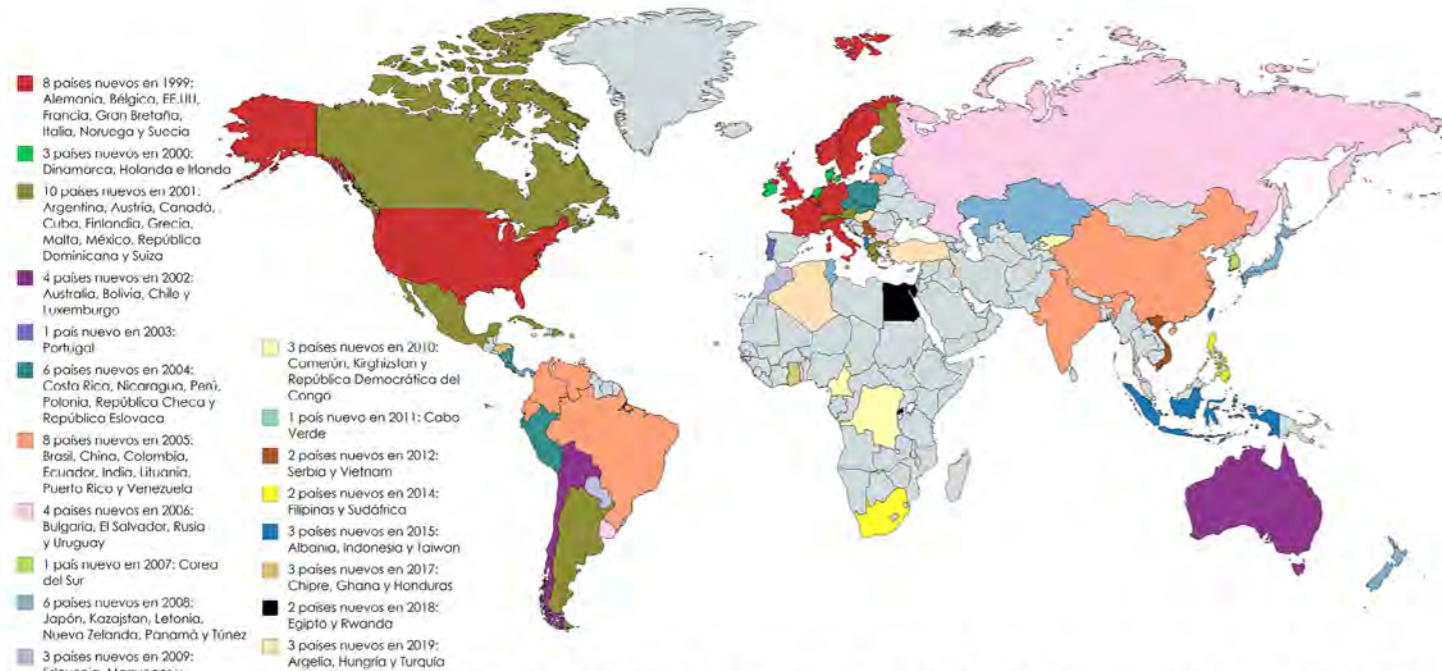 8 países nuevos en 1999:
Alemania, Bélgica, EE.UU,
Francia, Gran Bretaña,
Italia, Noruega y Suecia
3 países nuevos en 2000:
Dinamarca, Holanda e Irlanda
10 países nuevos en 2001:
Argentina, Austria, Canadá,
Cuba, Finlandia, Grecia,
Malta, México, República
Dominicana y Suiza
4 países nuevos en 2002:
Australia, Bolivia, Chile y
Luxemburgo
1 país nuevo en 2003:
Portugal
6 países nuevos en 2004:
Costa Rica, Nicaragua, Perú,
Polonia, República Checa y
República Eslovaca
8 países nuevos en 2005:
Brasil, China, Colombia,
Ecuador, India, Lituania,
Puerto Rico y Venezuela
4 países nuevos en 2006:
Bulgaria, El Salvador, Rusia
y Uruguay
1 país nuevo en 2007: Corea
del Sur
6 países nuevos en 2008:
Japón, Kazajstan, Letonia,
Nueva Zelanda, Panamá y Túnez
3 países nuevos en 2009:
3 países nuevos en 2010:
Camerún, Kirghizstan y
República Democrática del
Congo
1 país nuevo en 2011: Cabo
Verde
2 países nuevos en 2012:
Serbia y Vietnam
2 países nuevos en 2014:
Filipinas y Sudáfrica
3 países nuevos en 2015:
Albania, Indonesia y Taiwan
3 países nuevos en 2017:
Chipre, Ghana y Honduras
2 países nuevos en 2018:
Egipto y Rwanda
3 países nuevos en 2019:
Argelia, Hungría y Turquía